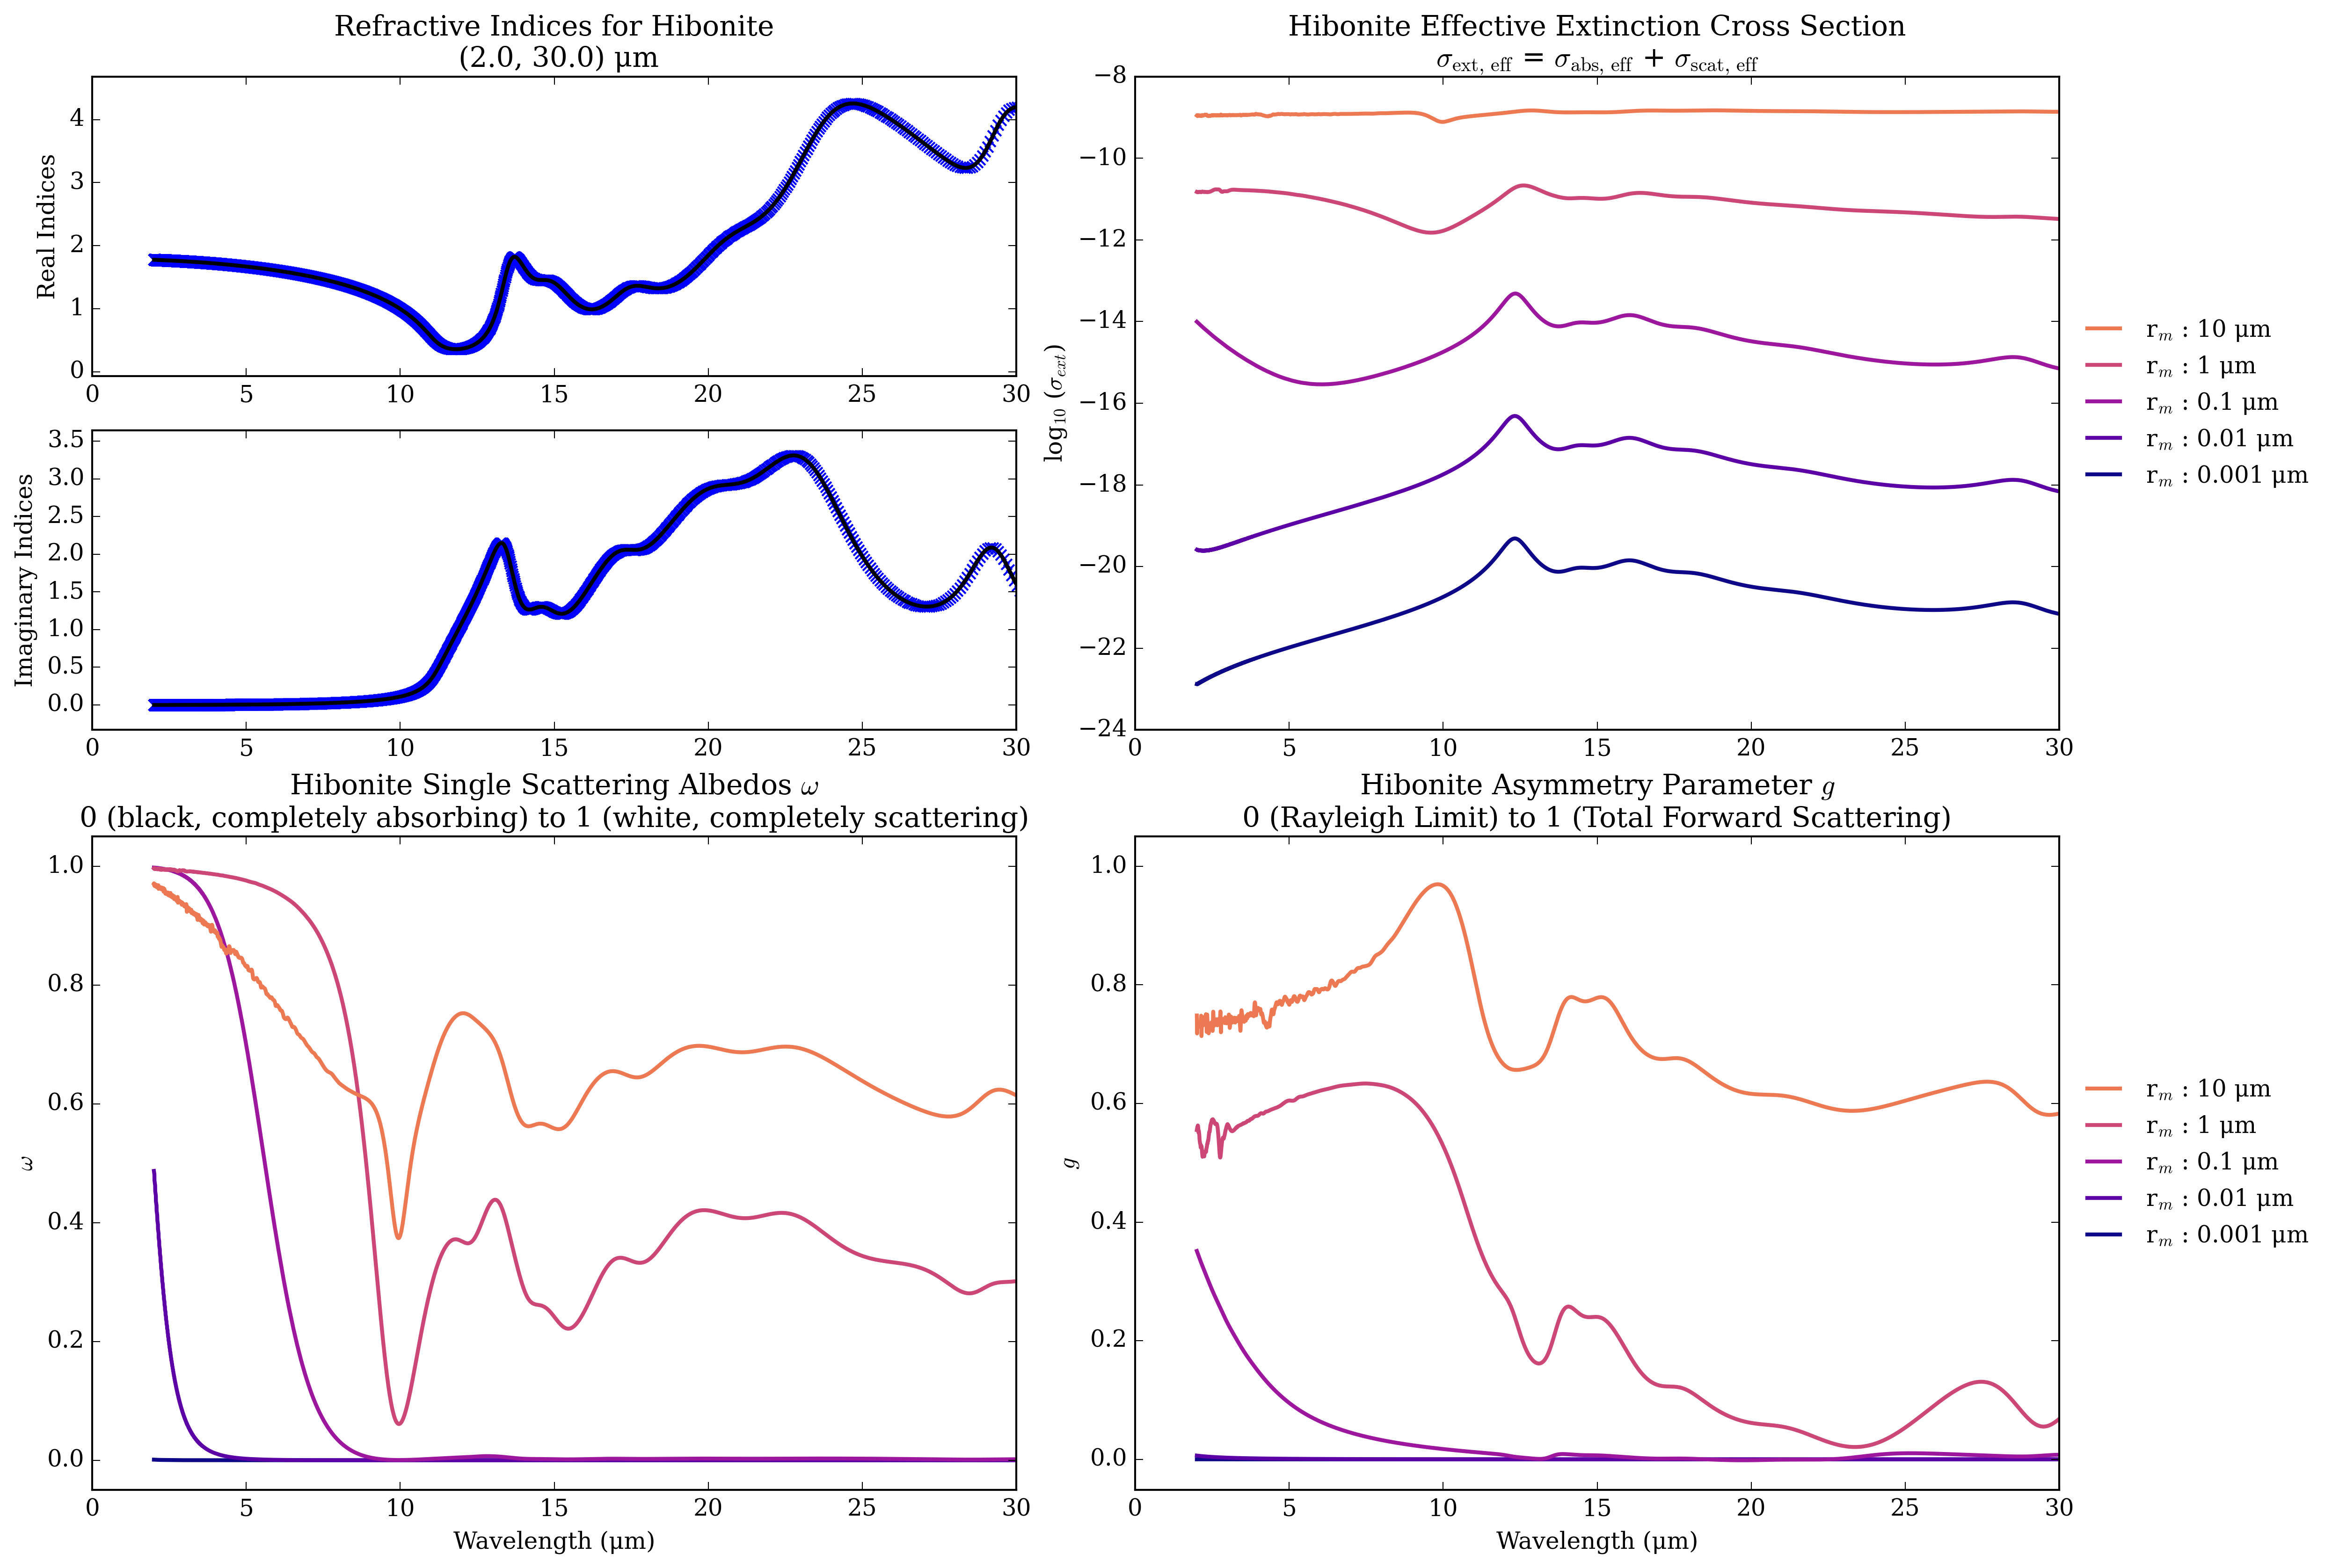 Refractive Indices for Hibonite
(2.0, 30.0) μm
Real Indices
4
3
2
1
0
0 5 10 15 20 25 30
Imaginary Indices
3.5
3.0
2.5
2.0
1.5
1.0
0.5
0.0
0 5 10 15 20 25 30
Hibonite Effective Extinction Cross Section
σext, eff = σabs, eff + σscat, eff
log10 (σext)
−8
−10
−12
−14
−16
−18
−20
−22
−24
0 5 10 15 20 25 30
rm : 10 μm
rm : 1 μm
rm : 0.1 μm
rm : 0.01 μm
rm : 0.001 μm
Hibonite Single Scattering Albedos ω
0 (black, completely absorbing) to 1 (white, completely scattering)
ω
1.0
0.8
0.6
0.4
0.2
0.0
0 5 10 15 20 25 30
Wavelength (μm)
Hibonite Asymmetry Parameter g
0 (Rayleigh Limit) to 1 (Total Forward Scattering)
g
1.0
0.8
0.6
0.4
0.2
0.0
0 5 10 15 20 25 30
Wavelength (μm)
rm : 10 μm
rm : 1 μm
rm : 0.1 μm
rm : 0.01 μm
rm : 0.001 μm